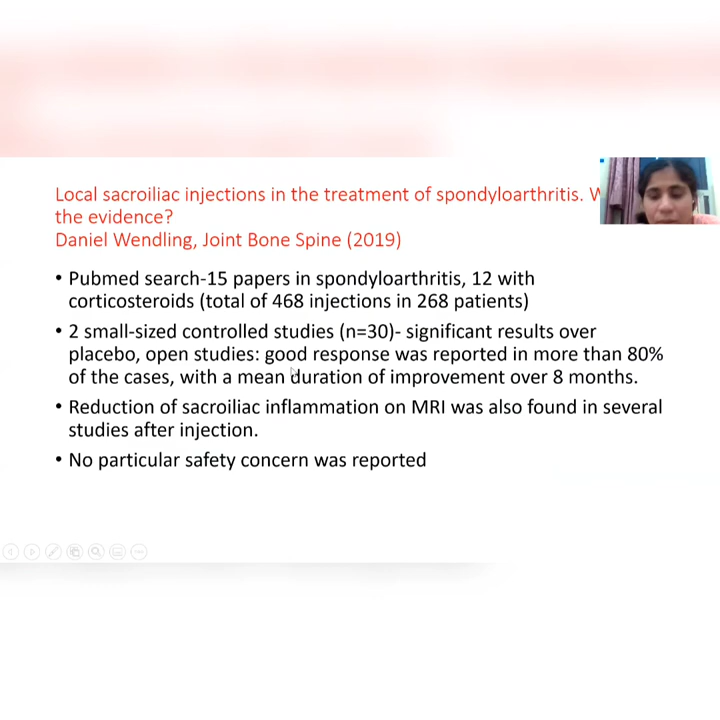 Local sacroiliac injections in the treatment of spondyloarthritis.
the evidence?
Daniel Wendling, Joint Bone Spine (2019)
• Pubmed search-15 papers in spondyloarthritis, 12 with
corticosteroids (total of 468 injections in 268 patients)
• 2 small-sized controlled studies (n=30)- significant results over
placebo, open studies: good response was reported in more than 80%
of the cases, with a mean duration of improvement over 8 months.
• Reduction of sacroiliac inflammation on MRI was also found in several
studies after injection.
• No particular safety concern was reported